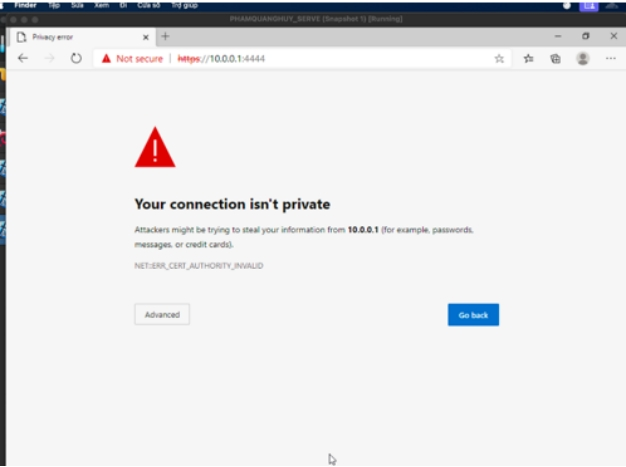 Finder Tệp Sửa Xem Đi Cửa sổ Trợ giúp
PHAMQUANGHUY_SERVE (Snapshot 1) [Running]
Privacy error
Not secure | https://10.0.0.1:4444
Your connection isn't private
Attackers might be trying to steal your information from 10.0.0.1 (for example, passwords,
messages, or credit cards).
NET::ERR_CERT_AUTHORITY_INVALID
Advanced
Go back